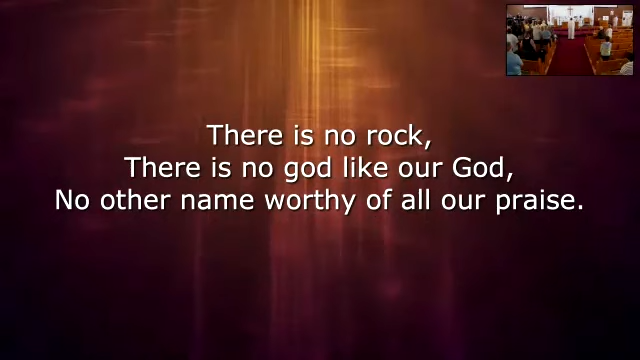 There is no rock,
There is no god like our God,
No other name worthy of all our praise.